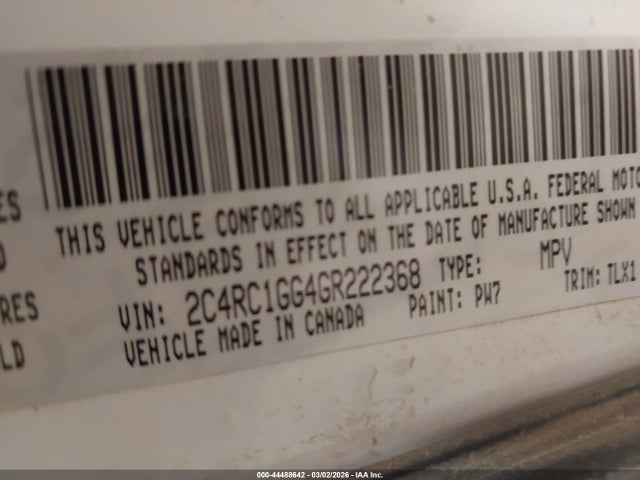 THIS VEHICLE CONFORMS TO ALL APPLICABLE U.S.A. FEDERAL MOTO
STANDARDS IN EFFECT ON THE DATE OF MANUFACTURE SHOWN
VIN: 2C4RC1GG4GR222368 TYPE: MPV
VEHICLE MADE IN CANADA PAINT: PW7 TRIM: TLX1
ES
D
RES
LD
000-44488642 - 03/02/2026 - IAA Inc.